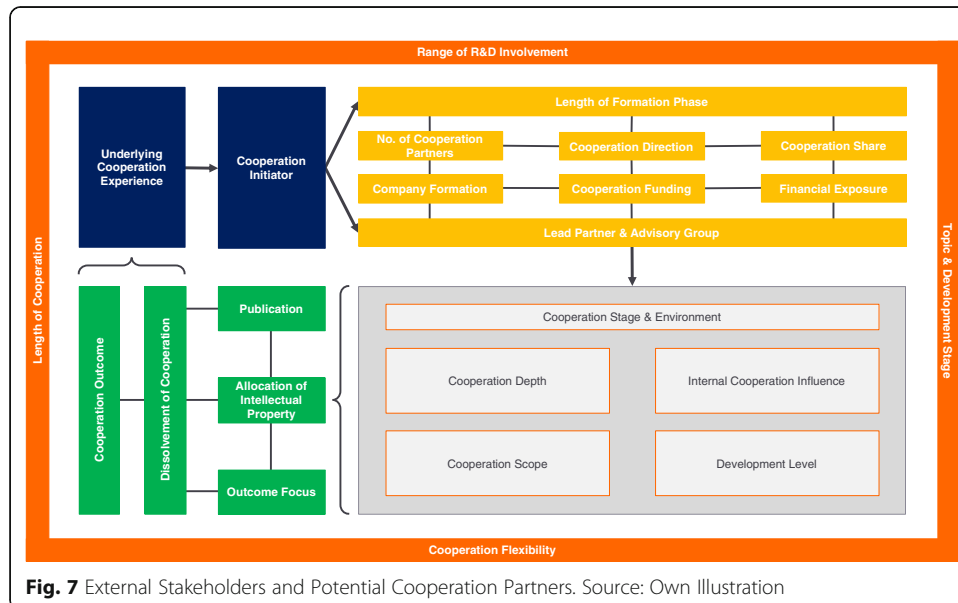 Range of R&D Involvement
Length of Cooperation
Underlying
Cooperation
Experience
Cooperation
Initiator
Length of Formation Phase
No. of Cooperation
Partners
Cooperation Direction
Cooperation Share
Company Formation
Cooperation Funding
Financial Exposure
Lead Partner & Advisory Group
Topic & Development Stage
Cooperation Outcome
Dissolvement of Cooperation
Publication
Allocation of
Intellectual
Property
Outcome Focus
Cooperation Stage & Environment
Cooperation Depth
Internal Cooperation Influence
Cooperation Scope
Development Level
Cooperation Flexibility
Fig. 7 External Stakeholders and Potential Cooperation Partners. Source: Own Illustration